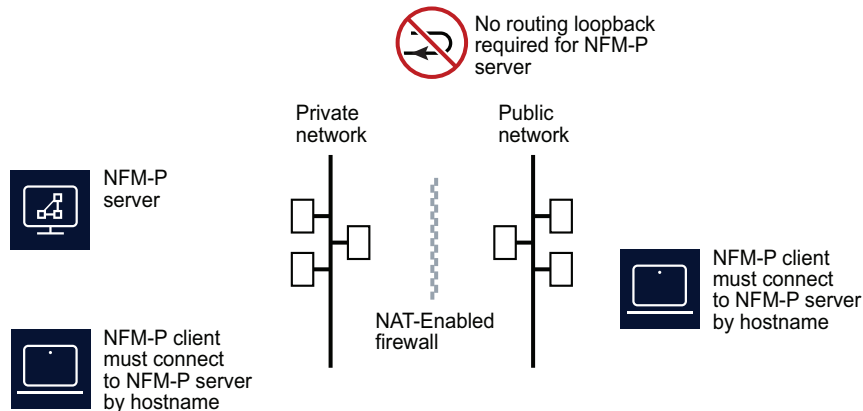 No routing loopback
required for NFM-P
server
Private
network
Public
network
NFM-P
server
NFM-P client
must connect
to NFM-P server
by hostname
NAT-Enabled
firewall
NFM-P client
must connect
to NFM-P server
by hostname